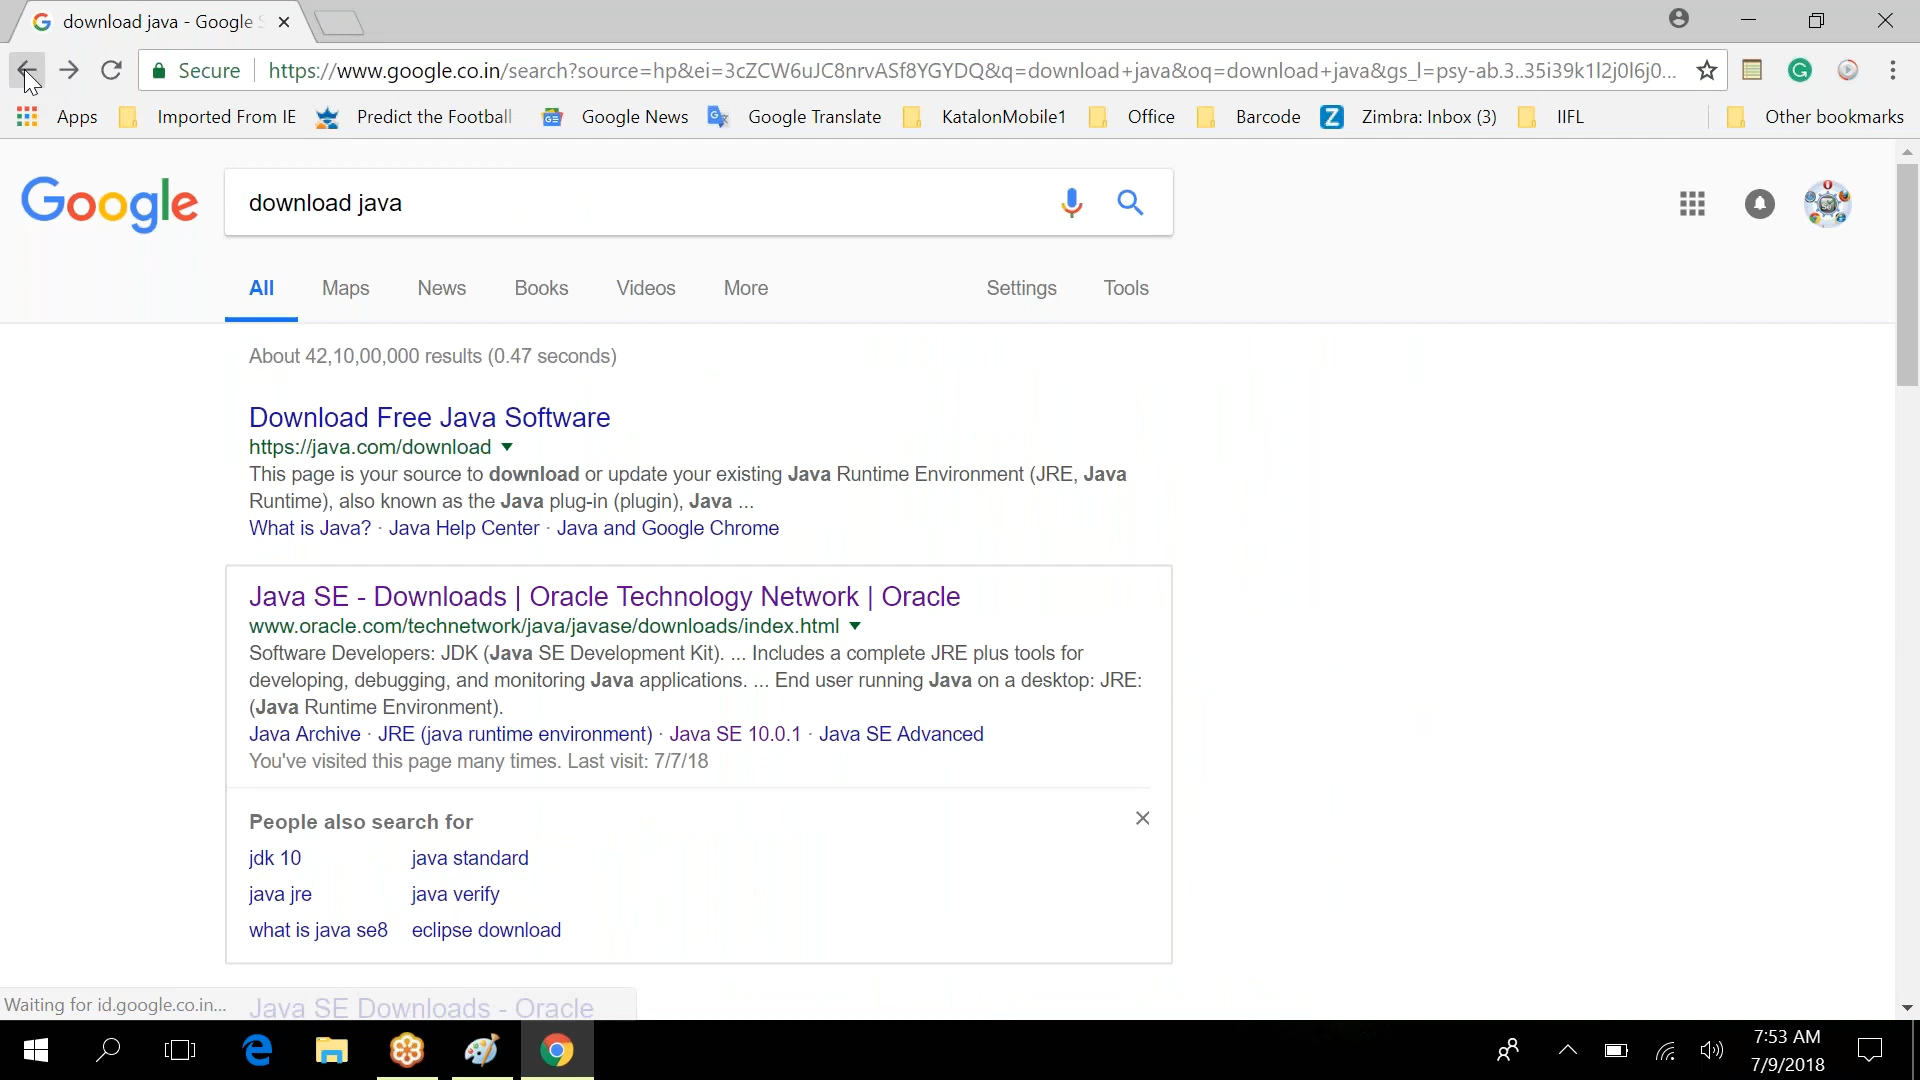 download java - Google S
Secure https://www.google.co.in/search?source=hp&ei=3cZCW6uJC8nrvASf8YGYDQ&q=download+java&oq=download+java&gs_l=psy-ab.3..35i39k1l2j0l6j0...
Apps Imported From IE Predict the Football Google News Google Translate KatalonMobile1 Office Barcode Zimbra: Inbox (3) IIFL Other bookmarks
Google download java
All Maps News Books Videos More Settings Tools
About 42,10,00,000 results (0.47 seconds)
Download Free Java Software
https://java.com/download
This page is your source to download or update your existing Java Runtime Environment (JRE, Java
Runtime), also known as the Java plug-in (plugin), Java ...
What is Java? · Java Help Center · Java and Google Chrome
Java SE - Downloads | Oracle Technology Network | Oracle
www.oracle.com/technetwork/java/javase/downloads/index.html
Software Developers: JDK (Java SE Development Kit). ... Includes a complete JRE plus tools for
developing, debugging, and monitoring Java applications. ... End user running Java on a desktop: JRE:
(Java Runtime Environment).
Java Archive · JRE (java runtime environment) · Java SE 10.0.1 · Java SE Advanced
You've visited this page many times. Last visit: 7/7/18
People also search for
jdk 10 java standard
java jre java verify
what is java se8 eclipse download
Waiting for id.google.co.in... Java SE Downloads - Oracle
7:53 AM
7/9/2018